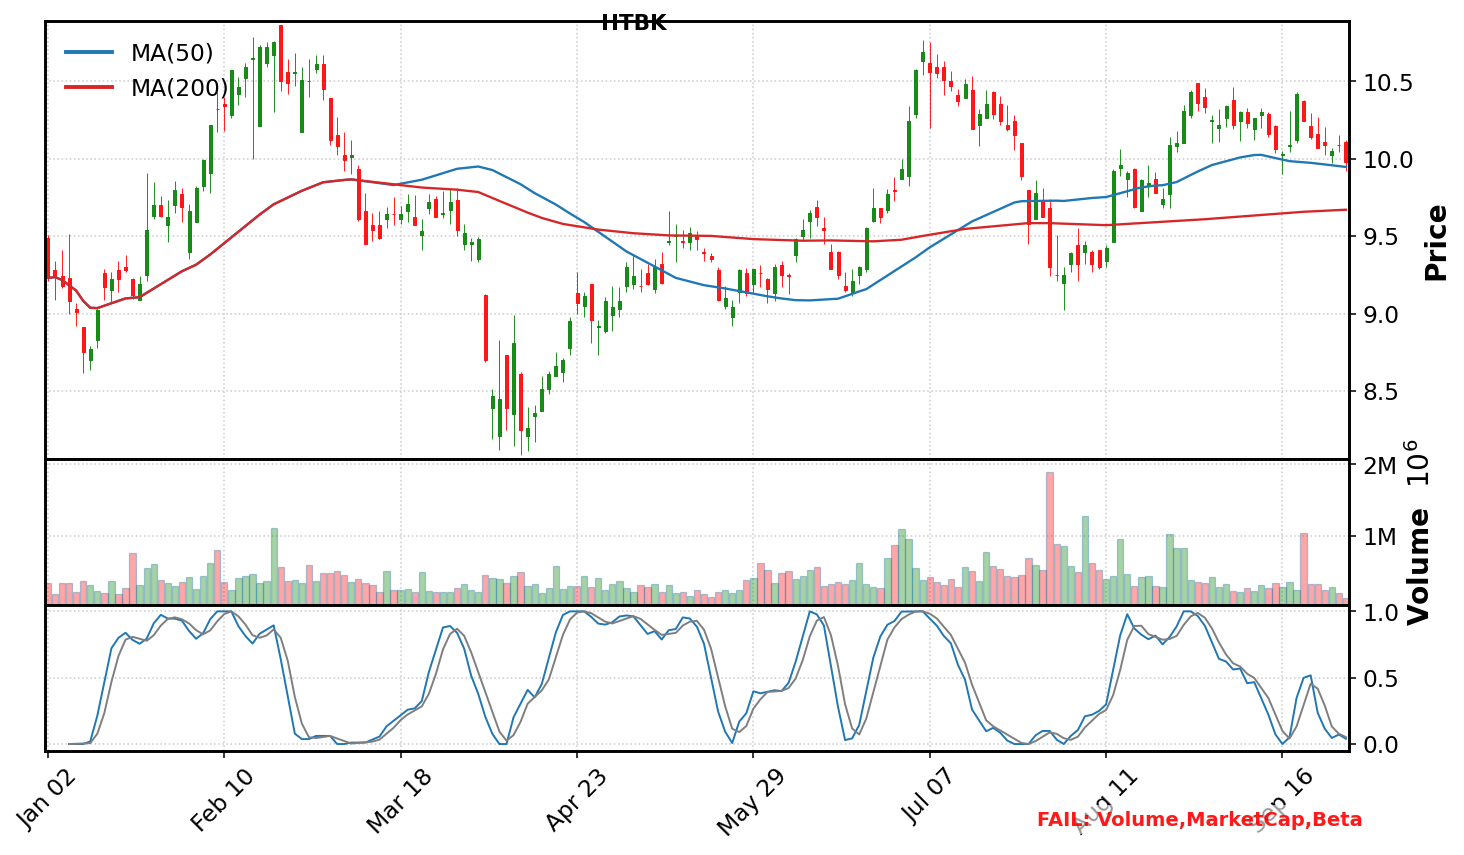 HTBK
MA(50)
MA(200)
10.5
10.0
9.5
9.0
8.5
Price
2M
1M
Volume 10^6
1.0
0.5
0.0
Jan 02
Feb 10
Mar 18
Apr 23
May 29
Jul 07
Aug 11
Sep 16
FAIL: Volume,MarketCap,Beta